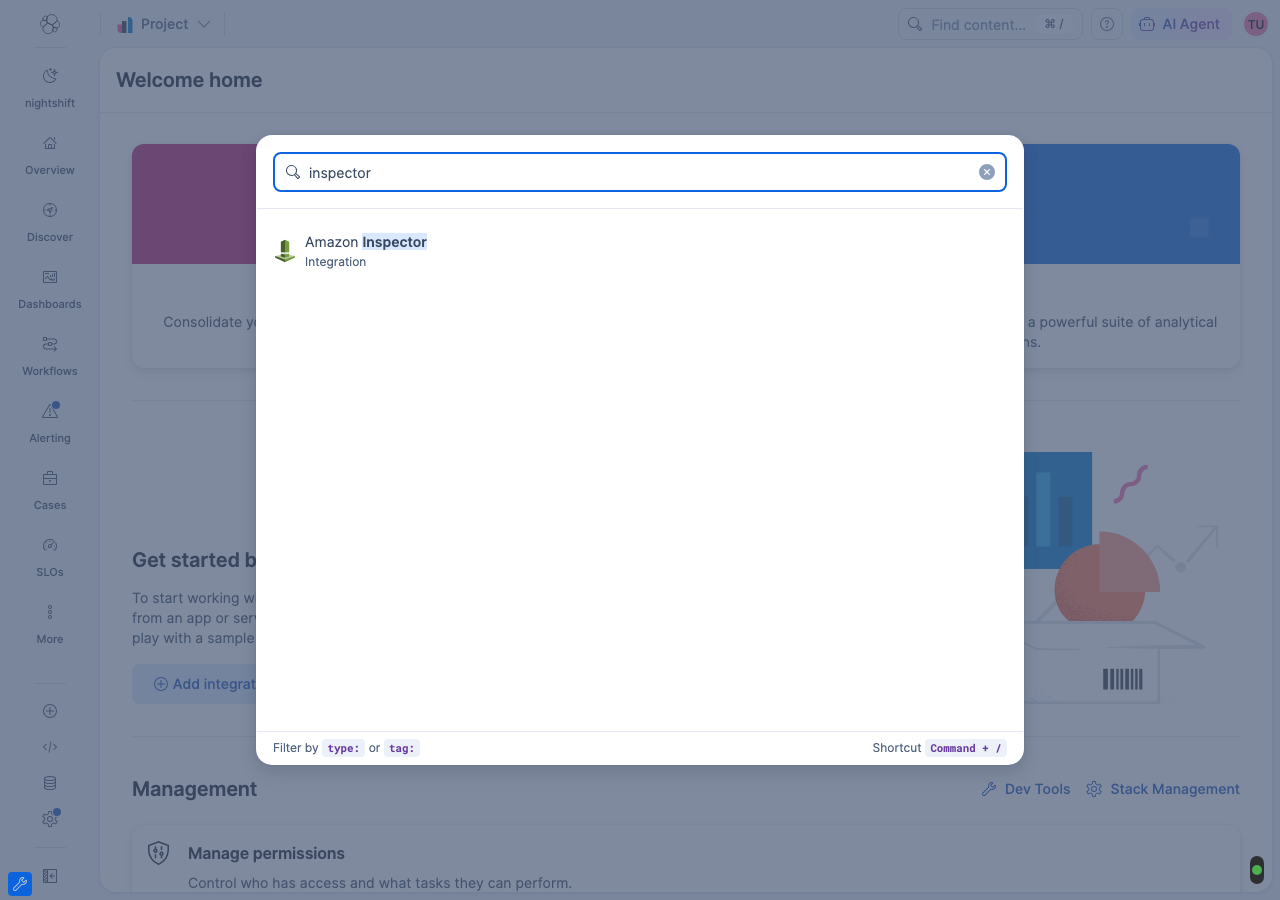 Project
Find content...
⌘ /
AI Agent
TU
nightshift
Overview
Discover
Dashboards
Workflows
Alerting
Cases
SLOs
More
Welcome home
inspector
Amazon Inspector
Integration
Filter by type: or tag:
Shortcut Command + /
Consolidate
a powerful suite of analytical
Get started
To start working
from an app or
play with a sample
Add
Management
Dev Tools
Stack Management
Manage permissions
Control who has access and what tasks they can perform.